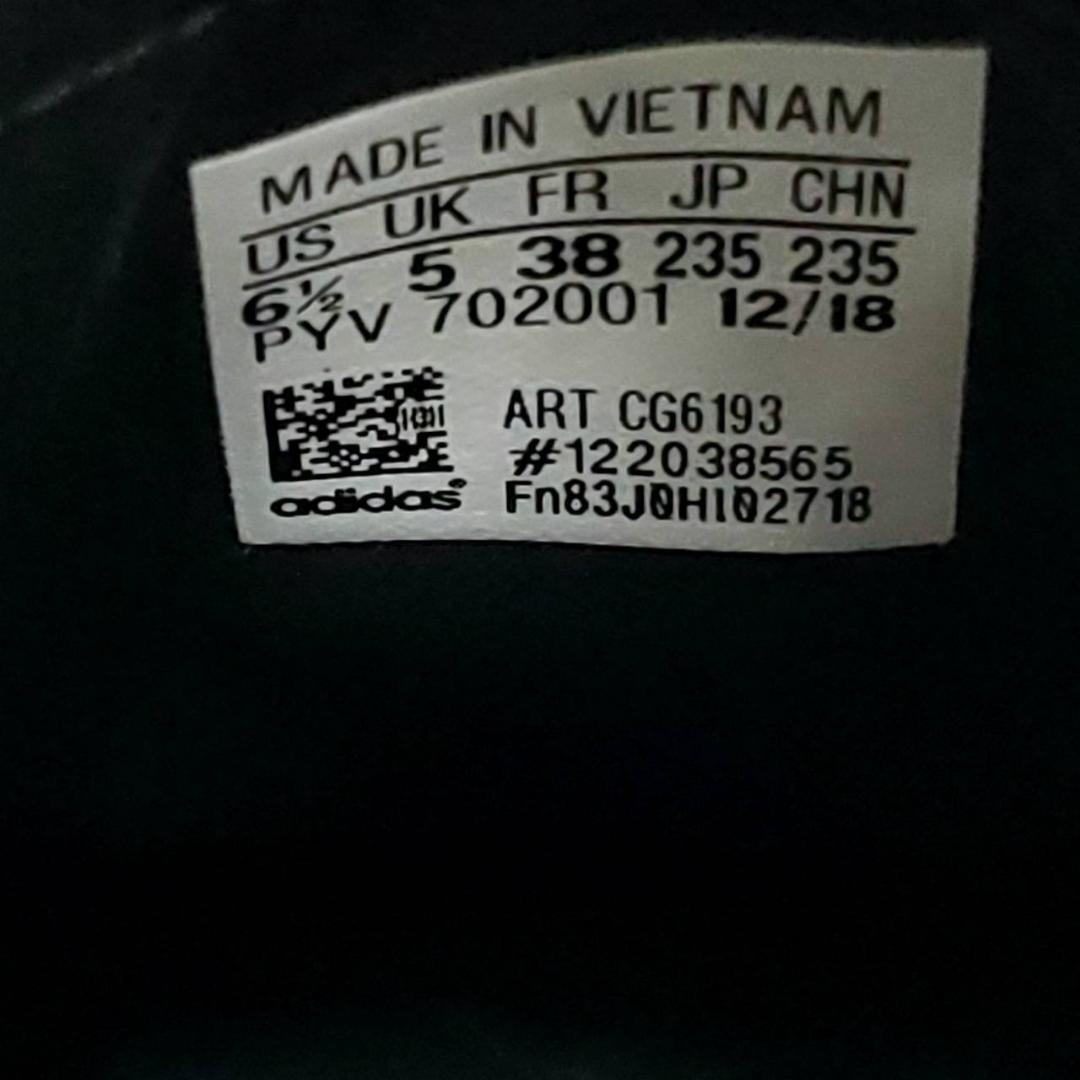 MADE IN VIETNAM
US UK FR JP CHN
6½ 5 38 235 235
PYV 702001 12/18
ART CG6193
#122038565
adidas® Fn83J0HI02718